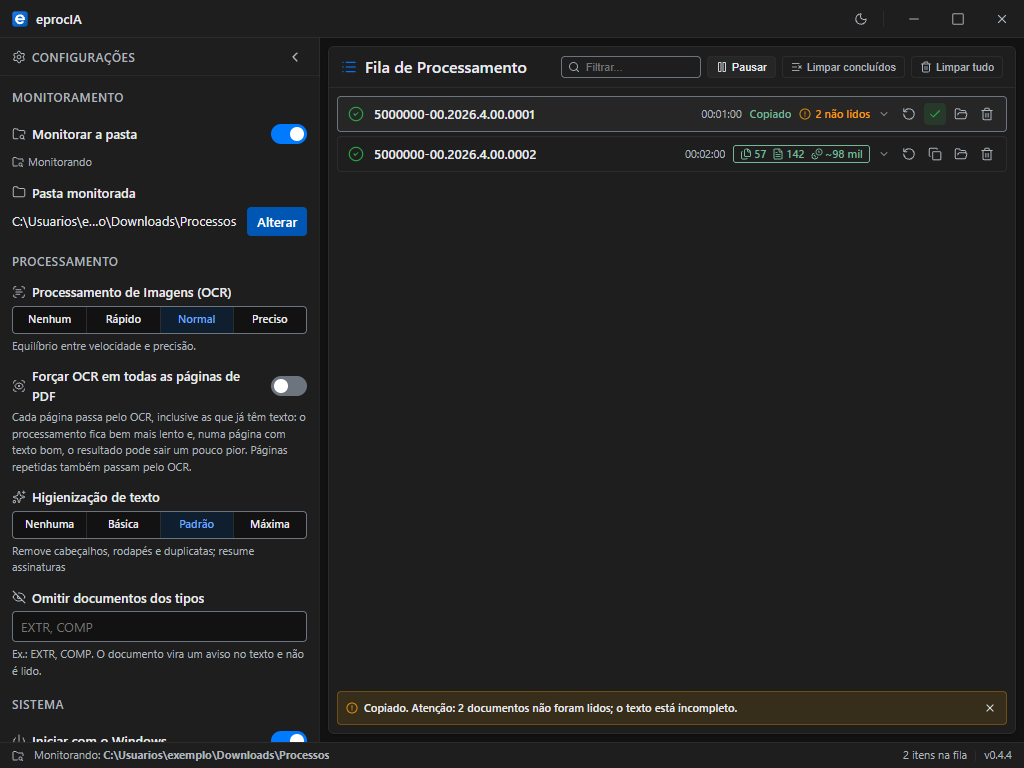 eprocIA
CONFIGURAÇÕES
MONITORAMENTO
Monitorar a pasta
Monitorando
Pasta monitorada
C:\Usuarios\e...o\Downloads\Processos
Alterar
PROCESSAMENTO
Processamento de Imagens (OCR)
Nenhum Rápido Normal Preciso
Equilíbrio entre velocidade e precisão.
Forçar OCR em todas as páginas de
PDF
Cada página passa pelo OCR, inclusive as que já têm texto: o
processamento fica bem mais lento e, numa página com
texto bom, o resultado pode sair um pouco pior. Páginas
repetidas também passam pelo OCR.
Higienização de texto
Nenhuma Básica Padrão Máxima
Remove cabeçalhos, rodapés e duplicatas; resume
assinaturas
Omitir documentos dos tipos
EXTR, COMP
Ex.: EXTR, COMP. O documento vira um aviso no texto e não
é lido.
SISTEMA
Iniciar com o Windows
Fila de Processamento
Filtrar...
Pausar
Limpar concluídos
Limpar tudo
5000000-00.2026.4.00.0001 00:01:00 Copiado 2 não lidos
5000000-00.2026.4.00.0002 00:02:00 57 142 ~98 mil
Copiado. Atenção: 2 documentos não foram lidos; o texto está incompleto.
Monitorando: C:\Usuarios\exemplo\Downloads\Processos
2 itens na fila v0.4.4